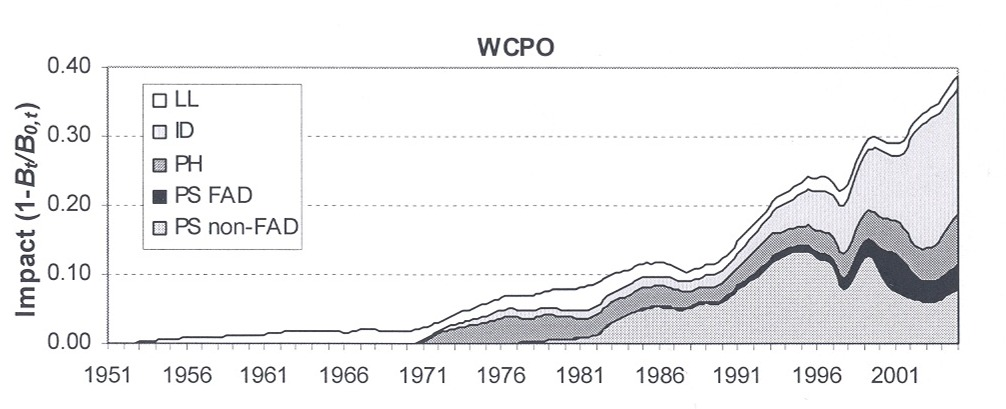 WCPO
Impact (1-Bt/B0,t)
0.40
0.30
0.20
0.10
0.00
LL
ID
PH
PS FAD
PS non-FAD
1951 1956 1961 1966 1971 1976 1981 1986 1991 1996 2001